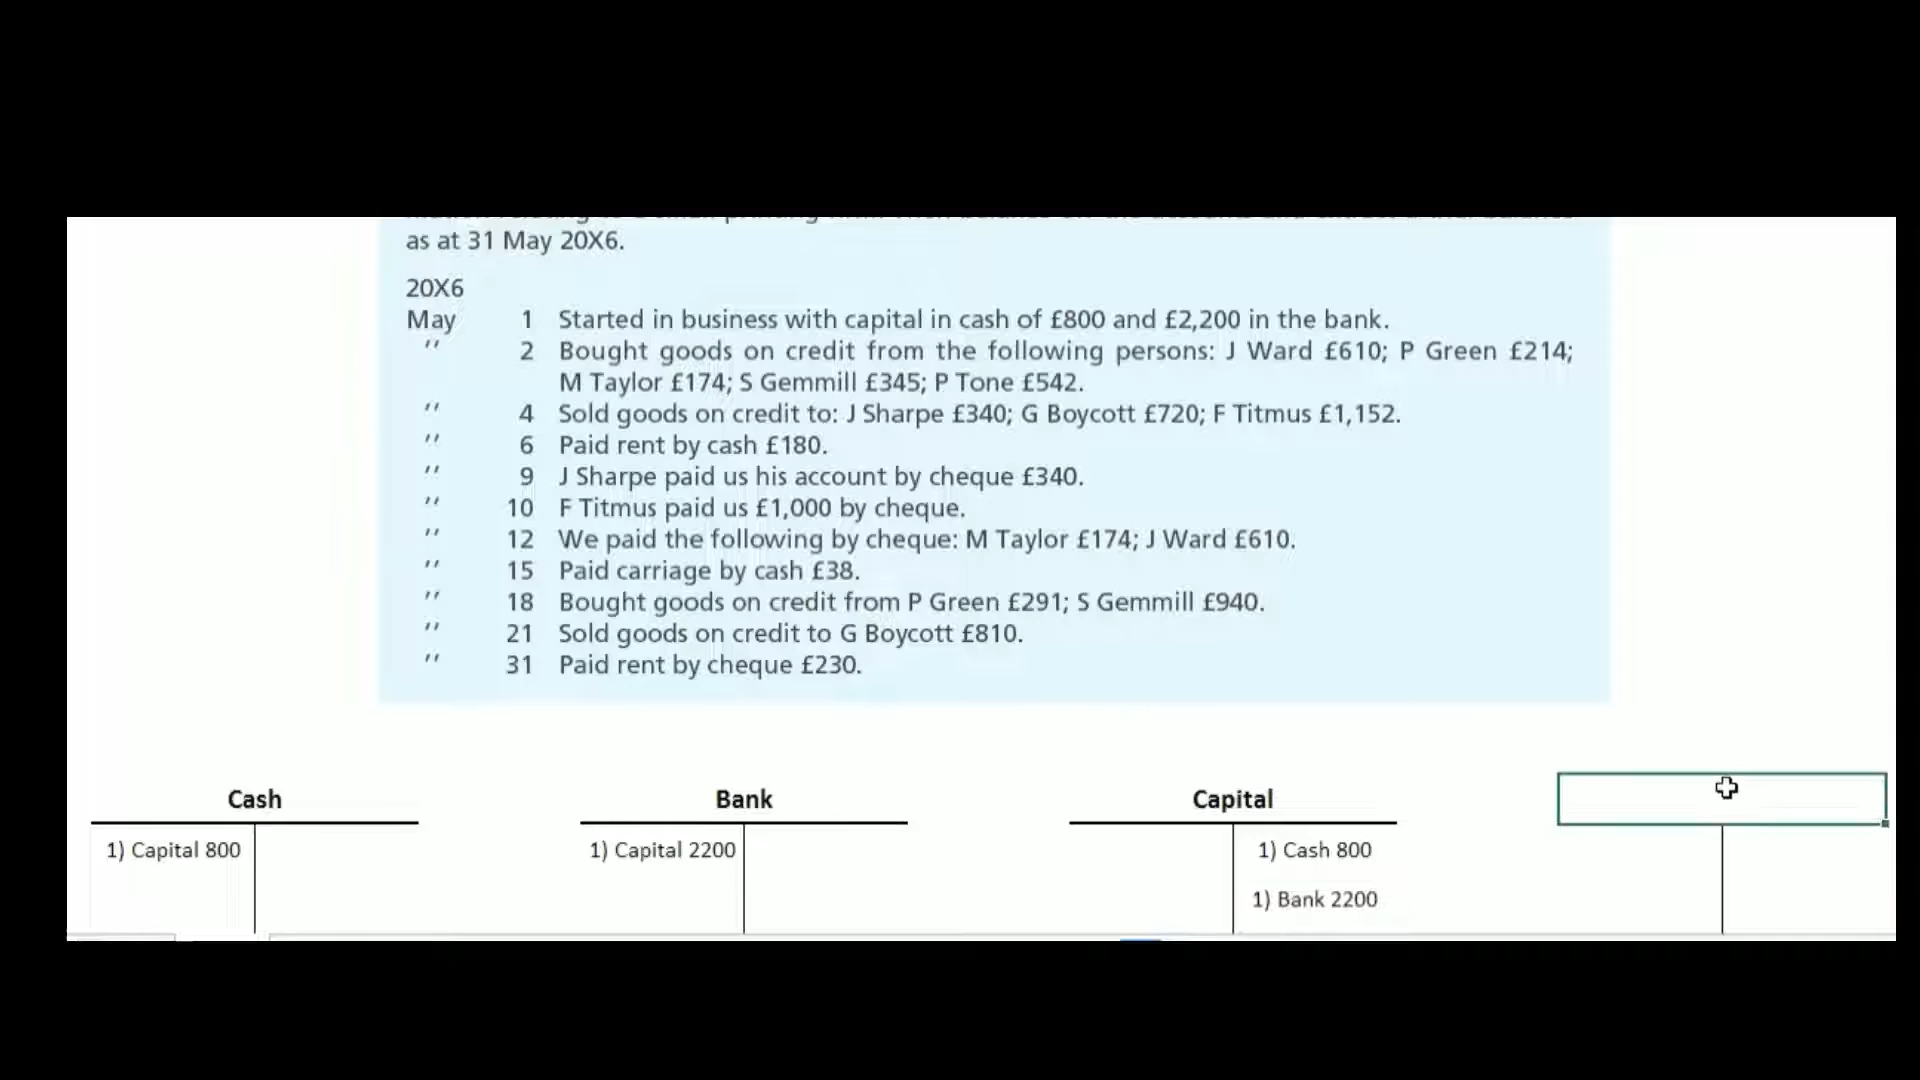 as at 31 May 20X6.
20X6
May 1 Started in business with capital in cash of £800 and £2,200 in the bank.
′′ 2 Bought goods on credit from the following persons: J Ward £610; P Green £214;
M Taylor £174; S Gemmill £345; P Tone £542.
′′ 4 Sold goods on credit to: J Sharpe £340; G Boycott £720; F Titmus £1,152.
′′ 6 Paid rent by cash £180.
′′ 9 J Sharpe paid us his account by cheque £340.
′′ 10 F Titmus paid us £1,000 by cheque.
′′ 12 We paid the following by cheque: M Taylor £174; J Ward £610.
′′ 15 Paid carriage by cash £38.
′′ 18 Bought goods on credit from P Green £291; S Gemmill £940.
′′ 21 Sold goods on credit to G Boycott £810.
′′ 31 Paid rent by cheque £230.
Cash Bank Capital
1) Capital 800 1) Capital 2200 1) Cash 800
1) Bank 2200